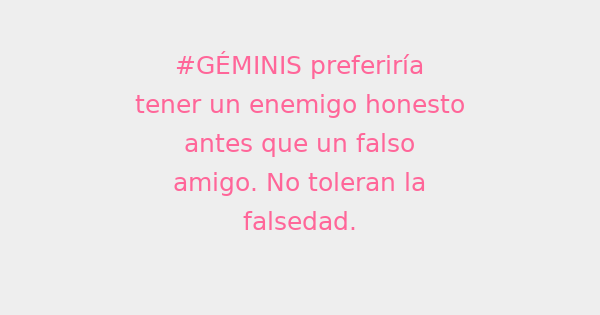 #GÉMINIS preferiría
tener un enemigo honesto
antes que un falso
amigo. No toleran la
falsedad.